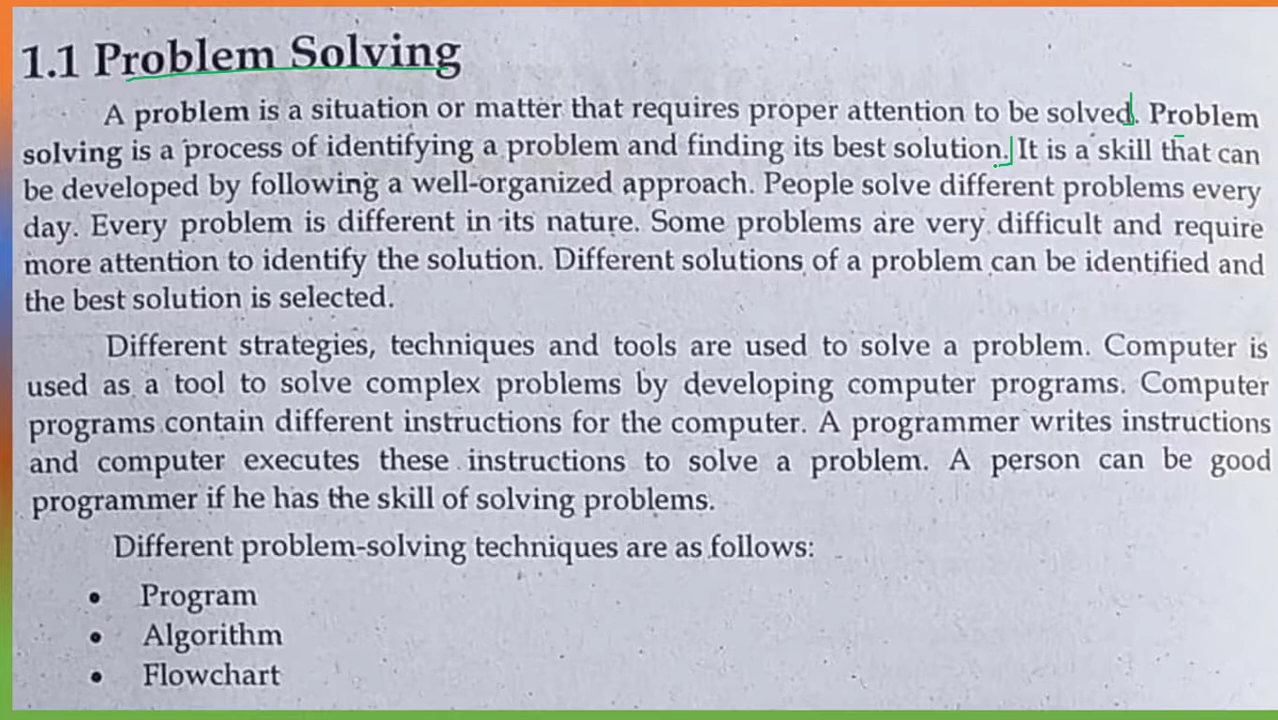 1.1 Problem Solving
A problem is a situation or matter that requires proper attention to be solved. Problem
solving is a process of identifying a problem and finding its best solution. It is a skill that can
be developed by following a well-organized approach. People solve different problems every
day. Every problem is different in its nature. Some problems are very difficult and require
more attention to identify the solution. Different solutions of a problem can be identified and
the best solution is selected.
Different strategies, techniques and tools are used to solve a problem. Computer is
used as a tool to solve complex problems by developing computer programs. Computer
programs contain different instructions for the computer. A programmer writes instructions
and computer executes these instructions to solve a problem. A person can be good
programmer if he has the skill of solving problems.
Different problem-solving techniques are as follows:
• Program
• Algorithm
• Flowchart